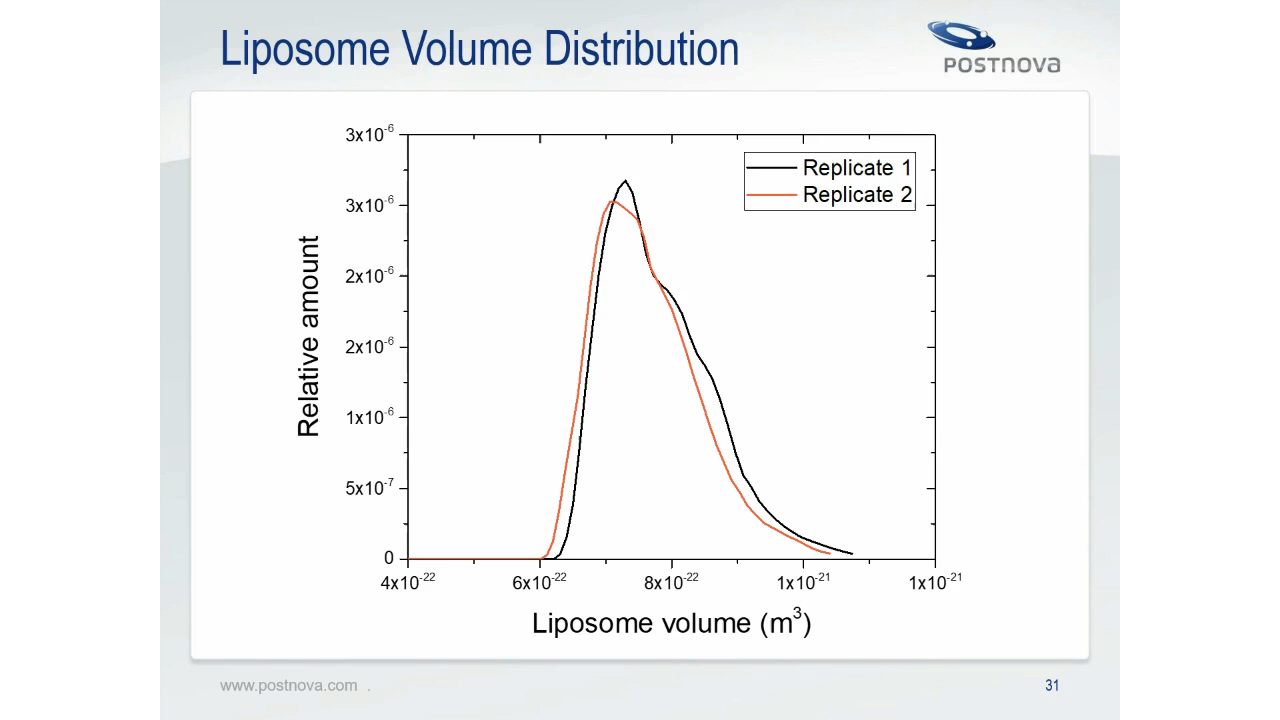 Liposome Volume Distribution
POSTNOVA
3x10-6
3x10-6
2x10-6
2x10-6
1x10-6
5x10-7
0
Relative amount
Replicate 1
Replicate 2
4x10-22 6x10-22 8x10-22 1x10-21 1x10-21
Liposome volume (m3)
www.postnova.com .
31